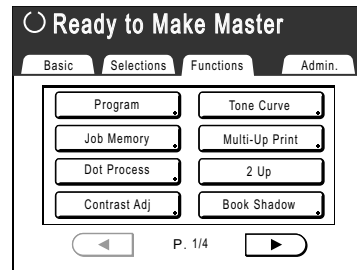 Ready to Make Master
Basic Selections Functions Admin.
Program Tone Curve
Job Memory Multi-Up Print
Dot Process 2 Up
Contrast Adj Book Shadow
P. 1/4